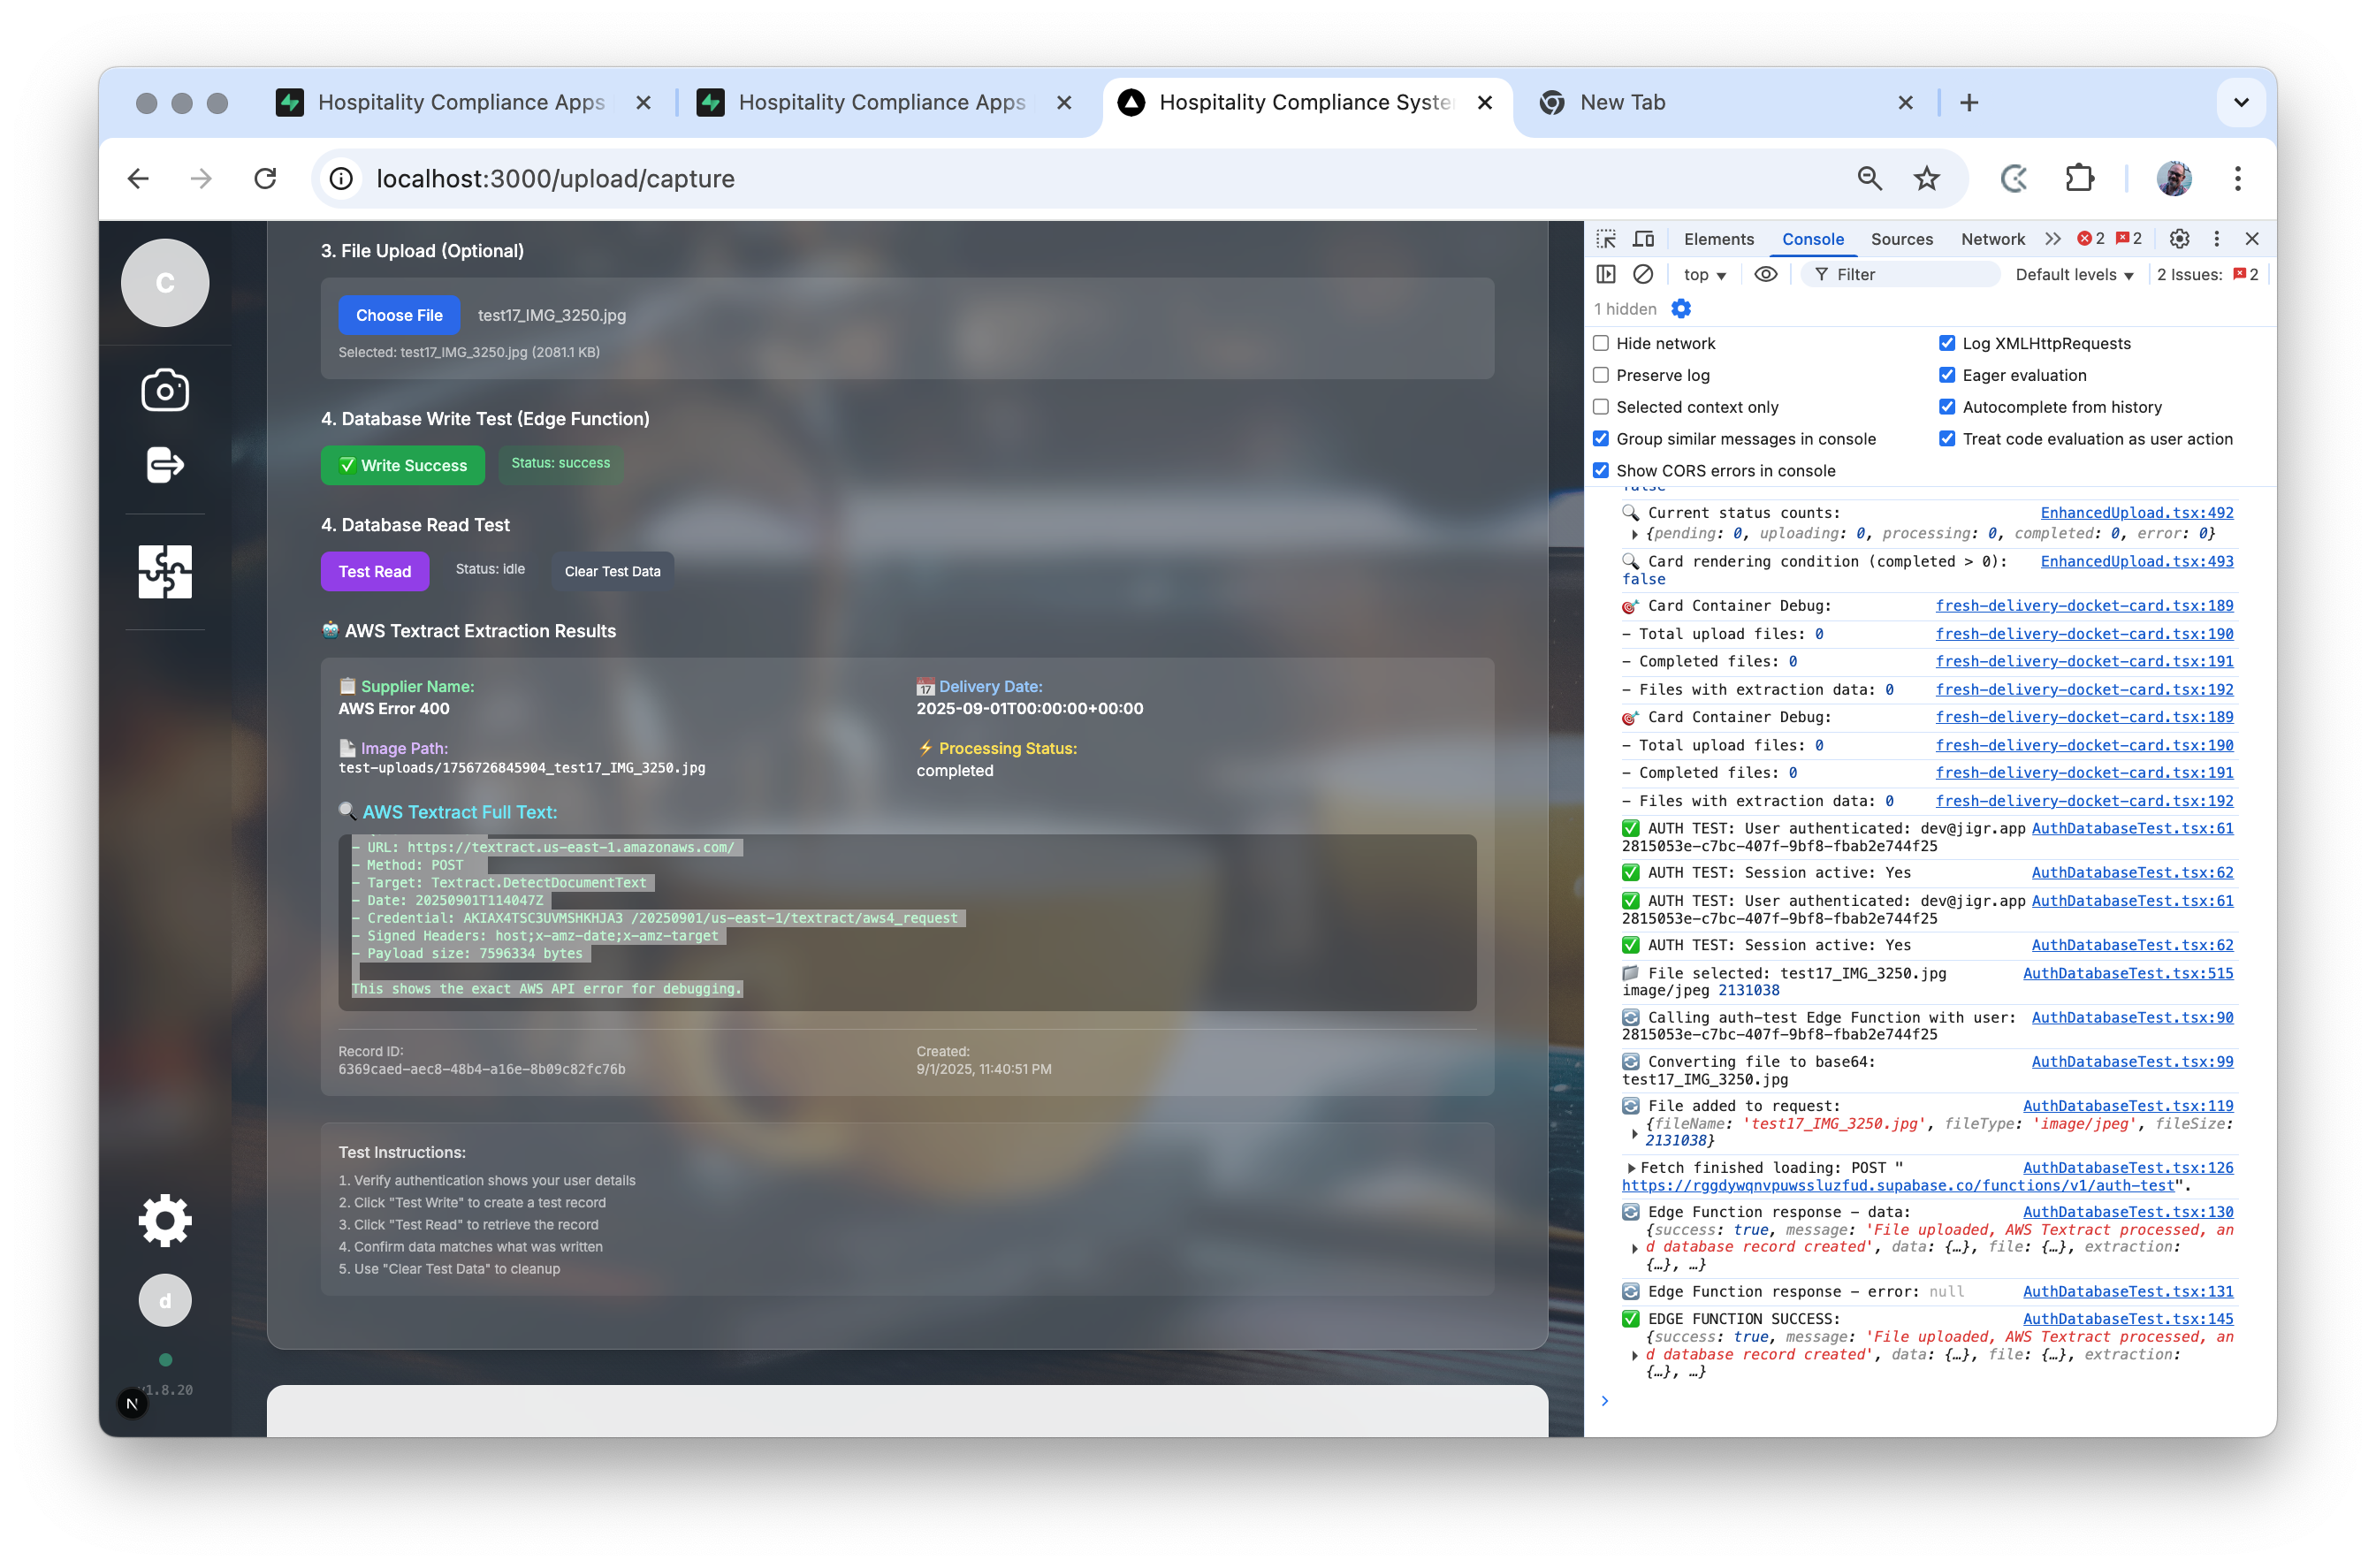 Hospitality Compliance Apps
Hospitality Compliance Apps
Hospitality Compliance Syste
New Tab
localhost:3000/upload/capture
C
3. File Upload (Optional)
Choose File
test17_IMG_3250.jpg
Selected: test17_IMG_3250.jpg (2081.1 KB)
4. Database Write Test (Edge Function)
✅ Write Success
Status: success
4. Database Read Test
Test Read
Status: idle
Clear Test Data
AWS Textract Extraction Results
Supplier Name:
AWS Error 400
Delivery Date:
2025-09-01T00:00:00+00:00
Image Path:
test-uploads/1756726845904_test17_IMG_3250.jpg
Processing Status:
completed
AWS Textract Full Text:
- URL: https://textract.us-east-1.amazonaws.com/
- Method: POST
- Target: Textract.DetectDocumentText
- Date: 20250901T114047Z
- Credential: AKIAX4TSC3UVMSHKHJA3 /20250901/us-east-1/textract/aws4_request
- Signed Headers: host;x-amz-date;x-amz-target
- Payload size: 7596334 bytes
This shows the exact AWS API error for debugging.
Record ID:
6369caed-aec8-48b4-a16e-8b09c82fc76b
Created:
9/1/2025, 11:40:51 PM
Test Instructions:
1. Verify authentication shows your user details
2. Click "Test Write" to create a test record
3. Click "Test Read" to retrieve the record
4. Confirm data matches what was written
5. Use "Clear Test Data" to cleanup
d
v1.8.20
N
Elements
Console
Sources
Network
2
2
top
Filter
Default levels
2 Issues:
2
1 hidden
Hide network
Log XMLHttpRequests
Preserve log
Eager evaluation
Selected context only
Autocomplete from history
Group similar messages in console
Treat code evaluation as user action
Show CORS errors in console
false
Current status counts: EnhancedUpload.tsx:492
{pending: 0, uploading: 0, processing: 0, completed: 0, error: 0}
Card rendering condition (completed > 0): EnhancedUpload.tsx:493
false
Card Container Debug: fresh-delivery-docket-card.tsx:189
- Total upload files: 0 fresh-delivery-docket-card.tsx:190
- Completed files: 0 fresh-delivery-docket-card.tsx:191
- Files with extraction data: 0 fresh-delivery-docket-card.tsx:192
Card Container Debug: fresh-delivery-docket-card.tsx:189
- Total upload files: 0 fresh-delivery-docket-card.tsx:190
- Completed files: 0 fresh-delivery-docket-card.tsx:191
- Files with extraction data: 0 fresh-delivery-docket-card.tsx:192
AUTH TEST: User authenticated: dev@jigr.app AuthDatabaseTest.tsx:61
2815053e-c7bc-407f-9bf8-fbab2e744f25
AUTH TEST: Session active: Yes AuthDatabaseTest.tsx:62
AUTH TEST: User authenticated: dev@jigr.app AuthDatabaseTest.tsx:61
2815053e-c7bc-407f-9bf8-fbab2e744f25
AUTH TEST: Session active: Yes AuthDatabaseTest.tsx:62
File selected: test17_IMG_3250.jpg AuthDatabaseTest.tsx:515
image/jpeg 2131038
Calling auth-test Edge Function with user: AuthDatabaseTest.tsx:90
2815053e-c7bc-407f-9bf8-fbab2e744f25
Converting file to base64: AuthDatabaseTest.tsx:99
test17_IMG_3250.jpg
File added to request: AuthDatabaseTest.tsx:119
{fileName: 'test17_IMG_3250.jpg', fileType: 'image/jpeg', fileSize:
2131038}
Fetch finished loading: POST " AuthDatabaseTest.tsx:126
https://rggdywqnvpuwssluzfud.supabase.co/functions/v1/auth-test".
Edge Function response - data: AuthDatabaseTest.tsx:130
{success: true, message: 'File uploaded, AWS Textract processed, an
d database record created', data: {…}, file: {…}, extraction:
{…}, …}
Edge Function response - error: null AuthDatabaseTest.tsx:131
EDGE FUNCTION SUCCESS: AuthDatabaseTest.tsx:145
{success: true, message: 'File uploaded, AWS Textract processed, an
d database record created', data: {…}, file: {…}, extraction:
{…}, …}